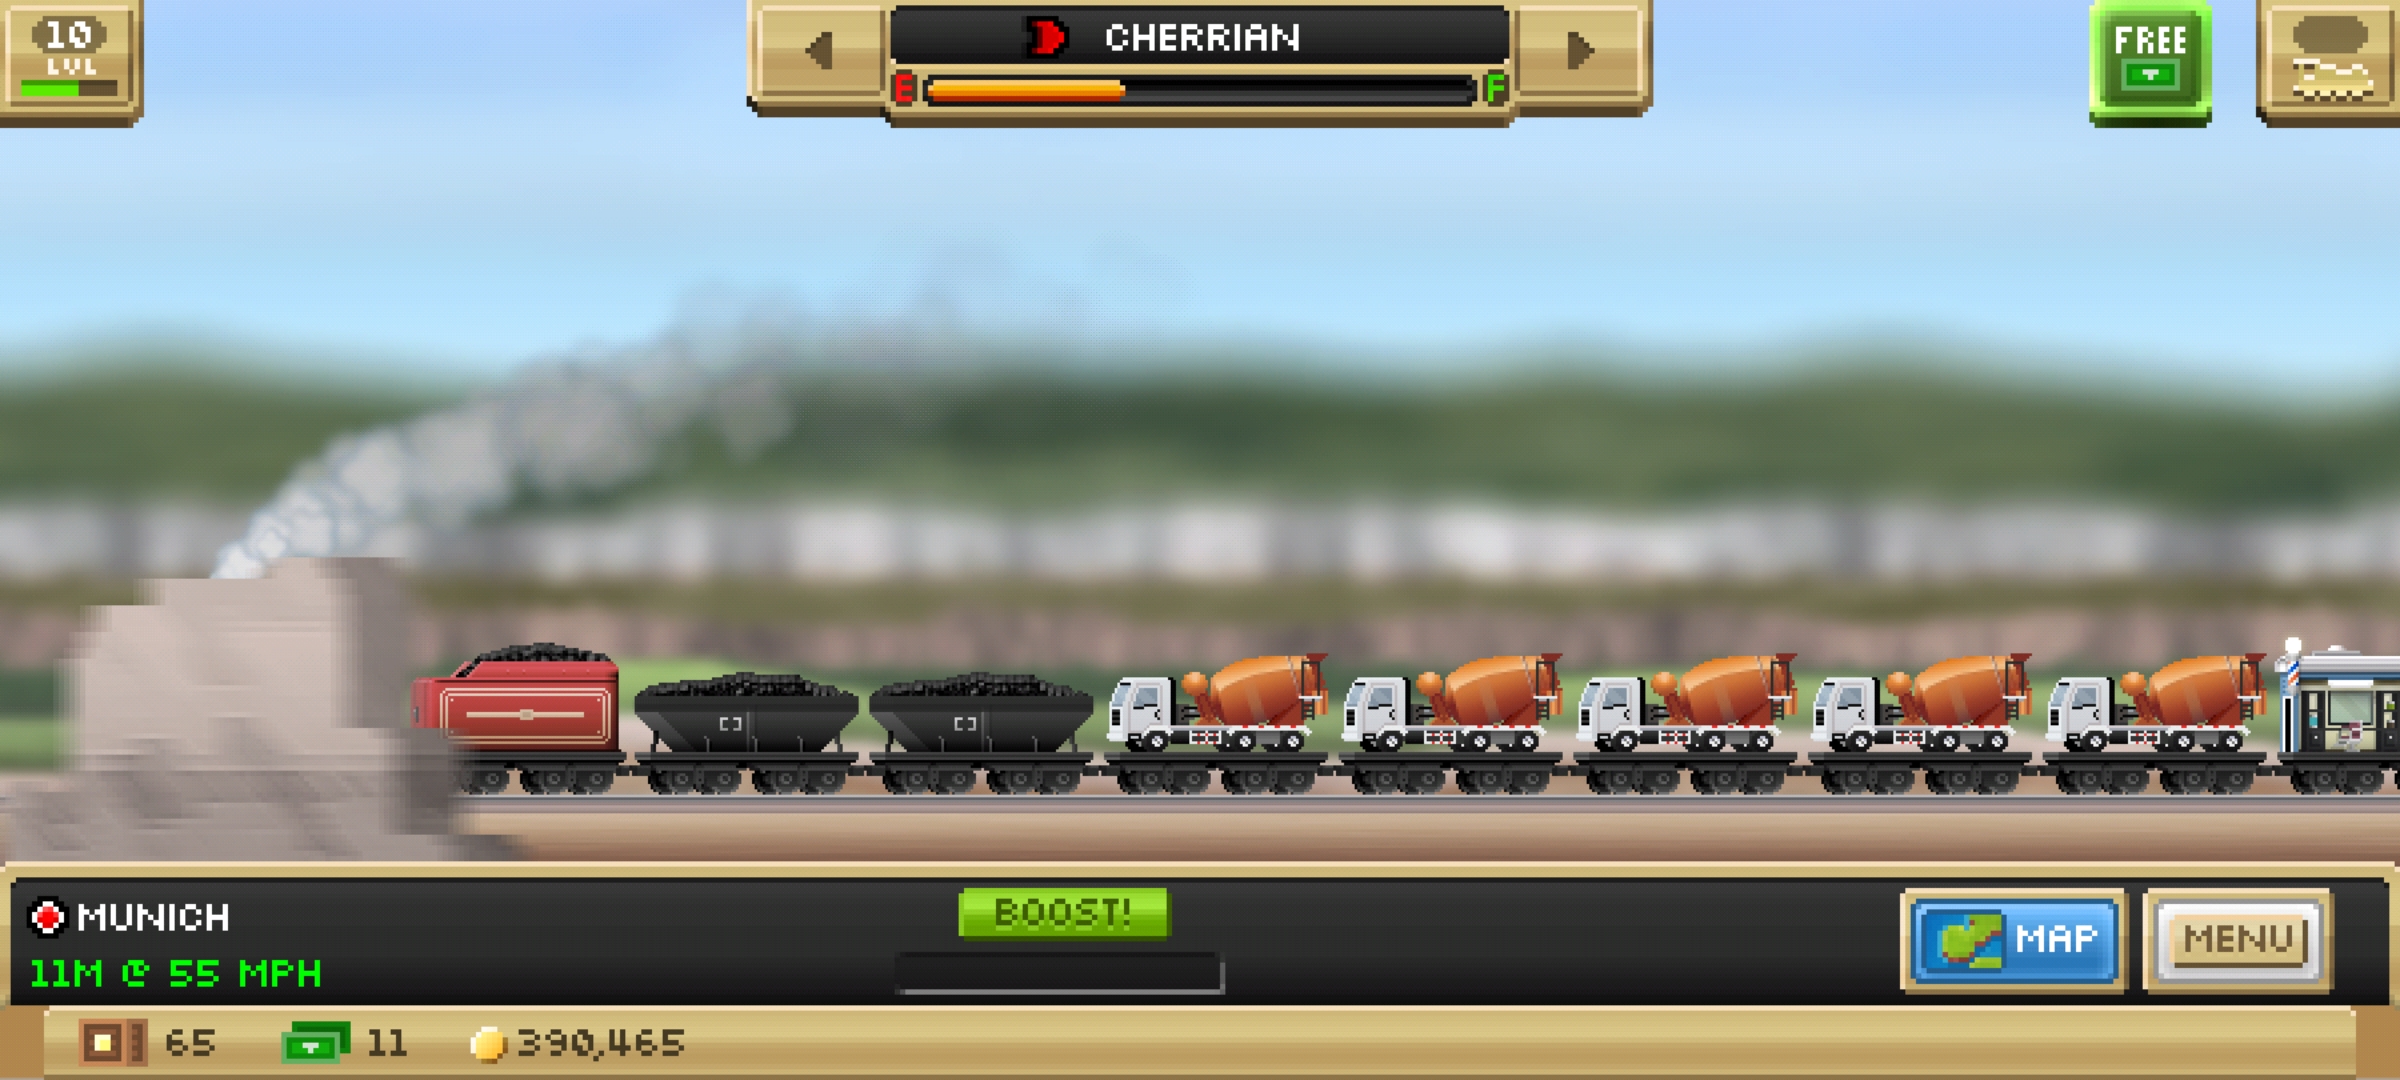 10
LVL
CHERRIAN
E F
FREE
MUNICH
11M @ 55 MPH
BOOST!
MAP
MENU
65
11
390,465